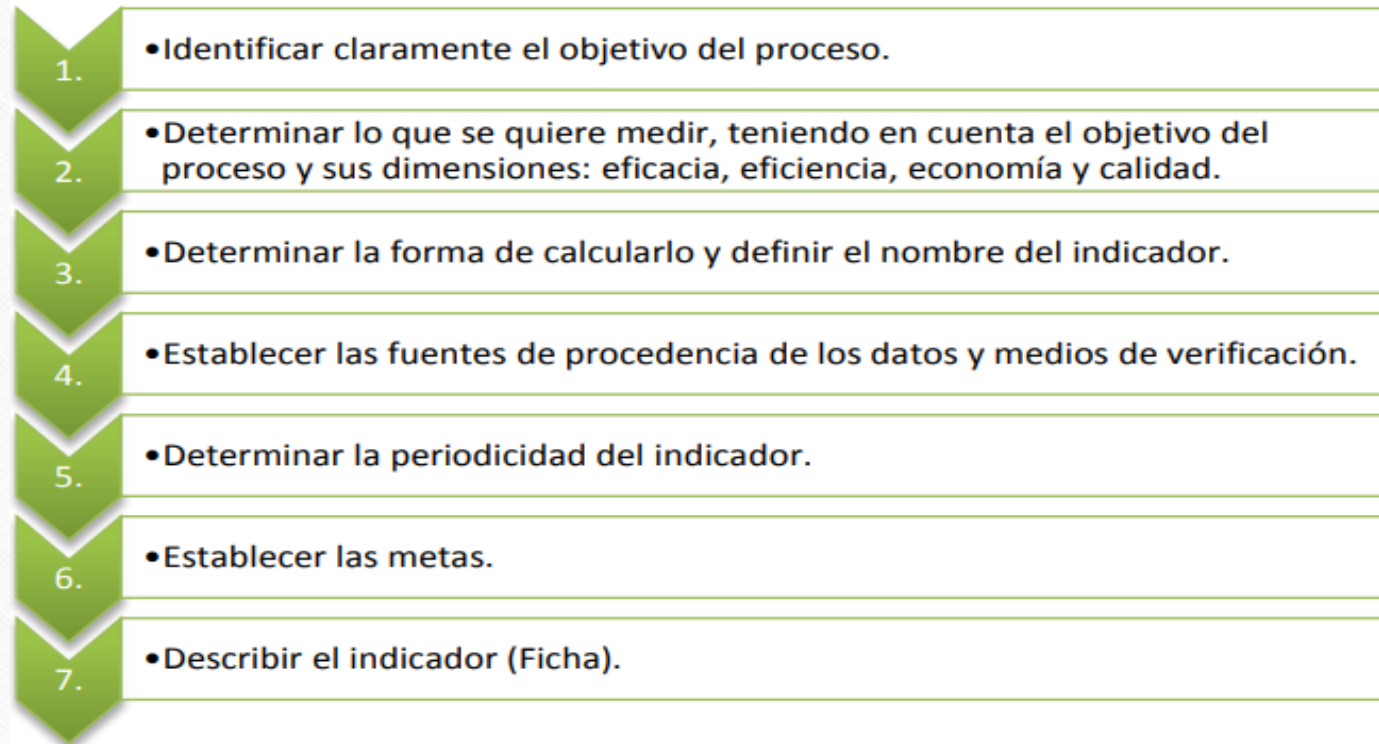 1. •Identificar claramente el objetivo del proceso.
2. •Determinar lo que se quiere medir, teniendo en cuenta el objetivo del
proceso y sus dimensiones: eficacia, eficiencia, economía y calidad.
3. •Determinar la forma de calcularlo y definir el nombre del indicador.
4. •Establecer las fuentes de procedencia de los datos y medios de verificación.
5. •Determinar la periodicidad del indicador.
6. •Establecer las metas.
7. •Describir el indicador (Ficha).